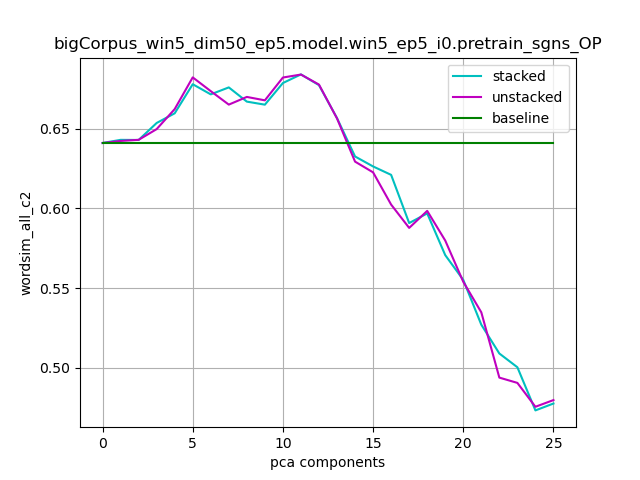 bigCorpus_win5_dim50_ep5.model.win5_ep5_i0.pretrain_sgns_OP
stacked
unstacked
baseline
0.65
0.60
0.55
0.50
wordsim_all_c2
0 5 10 15 20 25
pca components